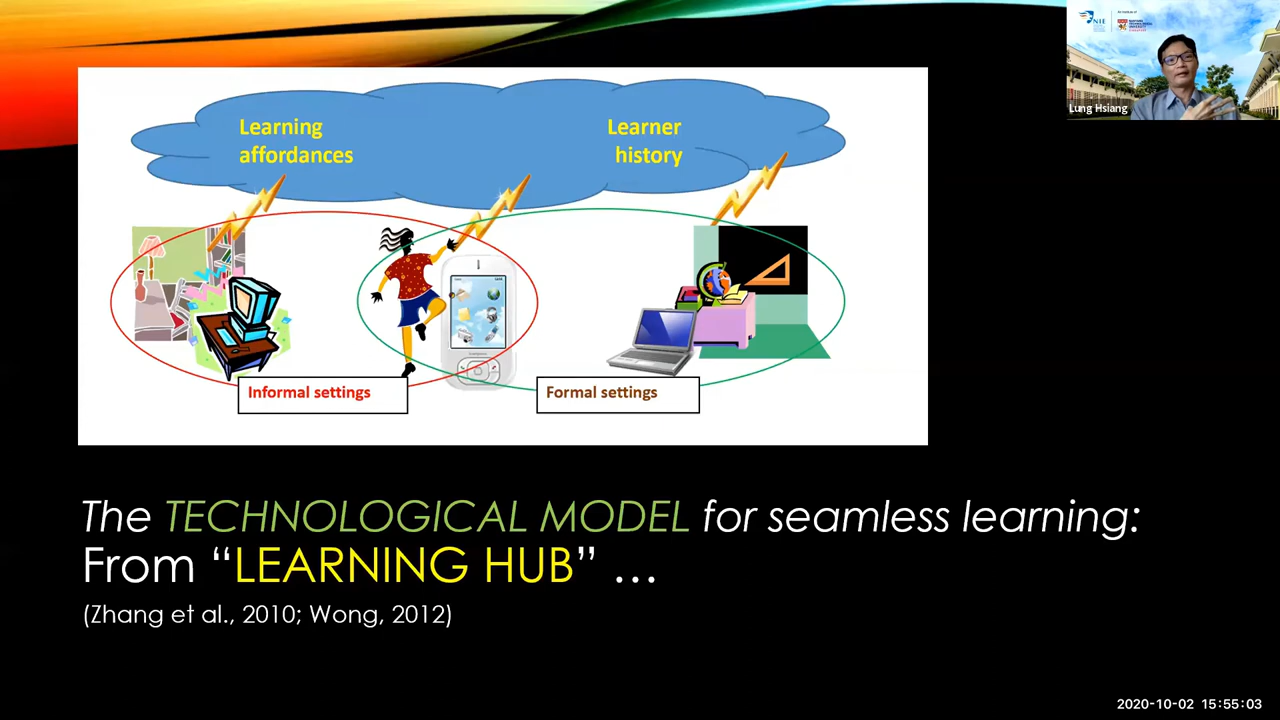 Learning
affordances
Learner
history
Informal settings
Formal settings
The TECHNOLOGICAL MODEL for seamless learning:
From “LEARNING HUB” …
(Zhang et al., 2010; Wong, 2012)
NIE
Lung Hsiang
2020-10-02 15:55:03